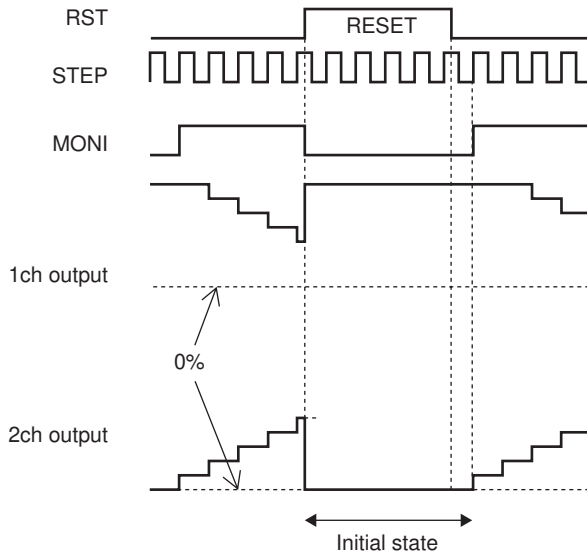 RST
RESET
STEP
MONI
1ch output
0%
2ch output
Initial state